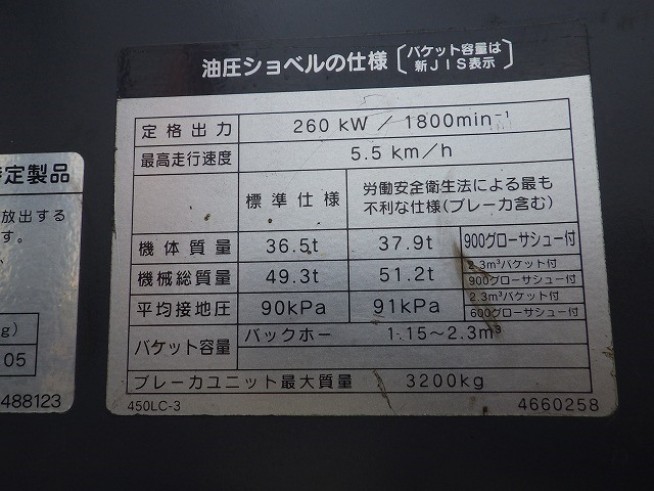 油圧ショベルの仕様〔バケット容量は
新JIS表示〕
定格出力 260 kW / 1800min⁻¹
最高走行速度 5.5 km/h
標準仕様 労働安全衛生法による最も
不利な仕様(ブレーカ含む)
機体質量 36.5t 37.9t 900グローサシュー付
機械総質量 49.3t 51.2t 2.3m³バケット付
900グローサシュー付
平均接地圧 90kPa 91kPa 2.3m³バケット付
600グローサシュー付
バケット容量 バックホー 1.15~2.3m³
ブレーカユニット最大質量 3200kg
450LC-3 4660258
定製品
放出する
す。
g)
05
488123